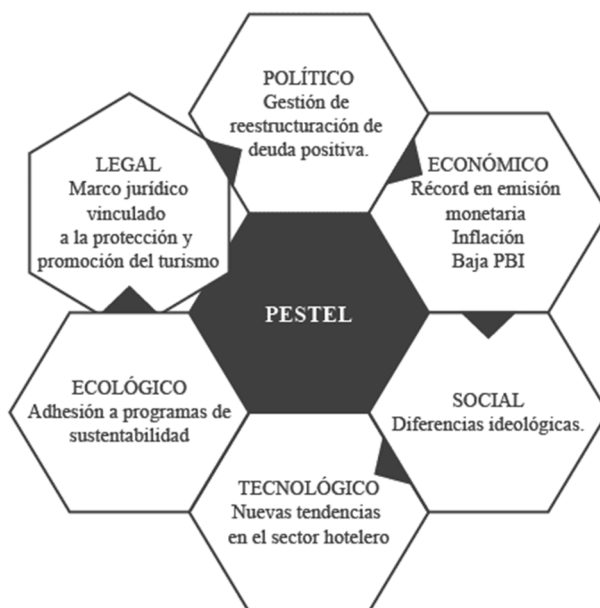 POLÍTICO
Gestión de
reestructuración de
deuda positiva.
ECONÓMICO
Récord en emisión
monetaria
Inflación
Baja PBI
SOCIAL
Diferencias ideológicas.
TECNOLÓGICO
Nuevas tendencias
en el sector hotelero
ECOLÓGICO
Adhesión a programas de
sustentabilidad
LEGAL
Marco jurídico
vinculado
a la protección y
promoción del turismo
PESTEL